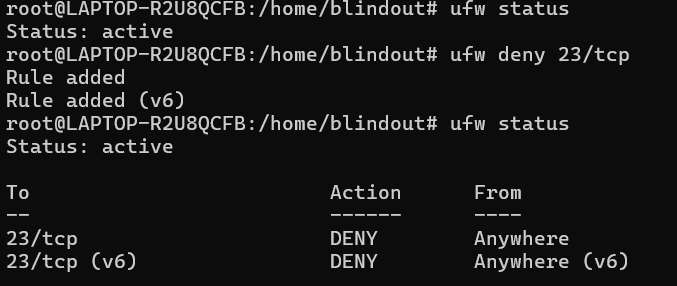 root@LAPTOP-R2U8QCFB:/home/blindout# ufw status
Status: active
root@LAPTOP-R2U8QCFB:/home/blindout# ufw deny 23/tcp
Rule added
Rule added (v6)
root@LAPTOP-R2U8QCFB:/home/blindout# ufw status
Status: active
To                         Action      From
--                         ------      ----
23/tcp                     DENY        Anywhere
23/tcp (v6)                DENY        Anywhere (v6)